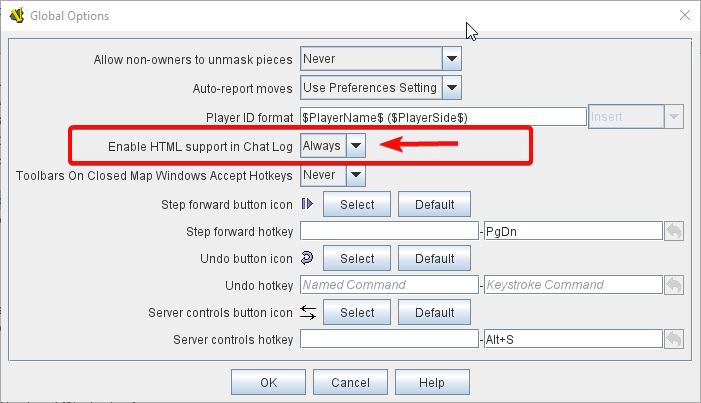 Global Options
Allow non-owners to unmask pieces Never
Auto-report moves Use Preferences Setting
Player ID format $PlayerName$ ($PlayerSide$) Insert
Enable HTML support in Chat Log Always
Toolbars On Closed Map Windows Accept Hotkeys Never
Step forward button icon Select Default
Step forward hotkey - PgDn
Undo button icon Select Default
Undo hotkey Named Command - Keystroke Command
Server controls button icon Select Default
Server controls hotkey - Alt+S
OK Cancel Help